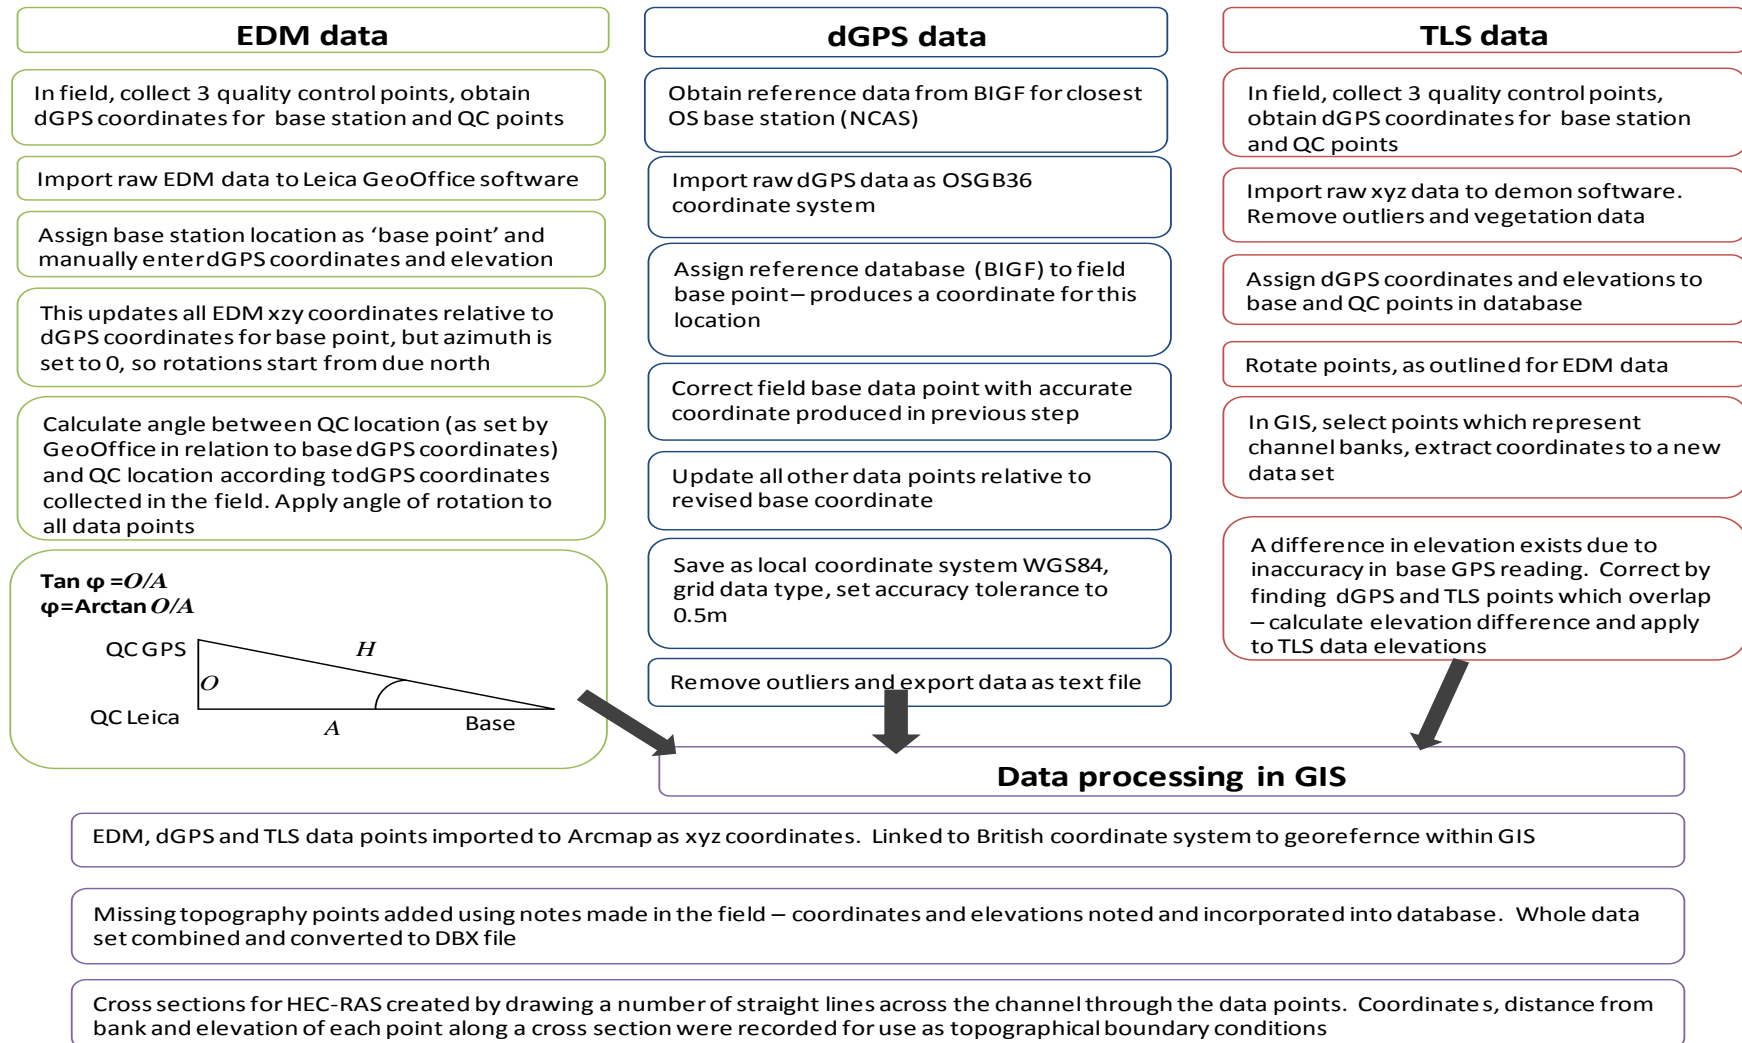 EDM data
In field, collect 3 quality control points, obtain
dGPS coordinates for base station and QC points
Import raw EDM data to Leica GeoOffice software
Assign base station location as ‘base point’ and
manually enter dGPS coordinates and elevation
This updates all EDM xzy coordinates relative to
dGPS coordinates for base point, but azimuth is
set to 0, so rotations start from due north
Calculate angle between QC location (as set by
GeoOffice in relation to base dGPS coordinates)
and QC location according todGPS coordinates
collected in the field. Apply angle of rotation to
all data points
Tan φ =O/A
φ=Arctan O/A
QC GPS
H
O
QC Leica
A
Base
dGPS data
Obtain reference data from BIGF for closest
OS base station (NCAS)
Import raw dGPS data as OSGB36
coordinate system
Assign reference database (BIGF) to field
base point – produces a coordinate for this
location
Correct field base data point with accurate
coordinate produced in previous step
Update all other data points relative to
revised base coordinate
Save as local coordinate system WGS84,
grid data type, set accuracy tolerance to
0.5m
Remove outliers and export data as text file
TLS data
In field, collect 3 quality control points,
obtain dGPS coordinates for base station
and QC points
Import raw xyz data to demon software.
Remove outliers and vegetation data
Assign dGPS coordinates and elevations to
base and QC points in database
Rotate points, as outlined for EDM data
In GIS, select points which represent
channel banks, extract coordinates to a new
data set
A difference in elevation exists due to
inaccuracy in base GPS reading. Correct by
finding dGPS and TLS points which overlap
– calculate elevation difference and apply
to TLS data elevations
Data processing in GIS
EDM, dGPS and TLS data points imported to Arcmap as xyz coordinates. Linked to British coordinate system to georefernce within GIS
Missing topography points added using notes made in the field – coordinates and elevations noted and incorporated into database. Whole data
set combined and converted to DBX file
Cross sections for HEC-RAS created by drawing a number of straight lines across the channel through the data points. Coordinates, distance from
bank and elevation of each point along a cross section were recorded for use as topographical boundary conditions